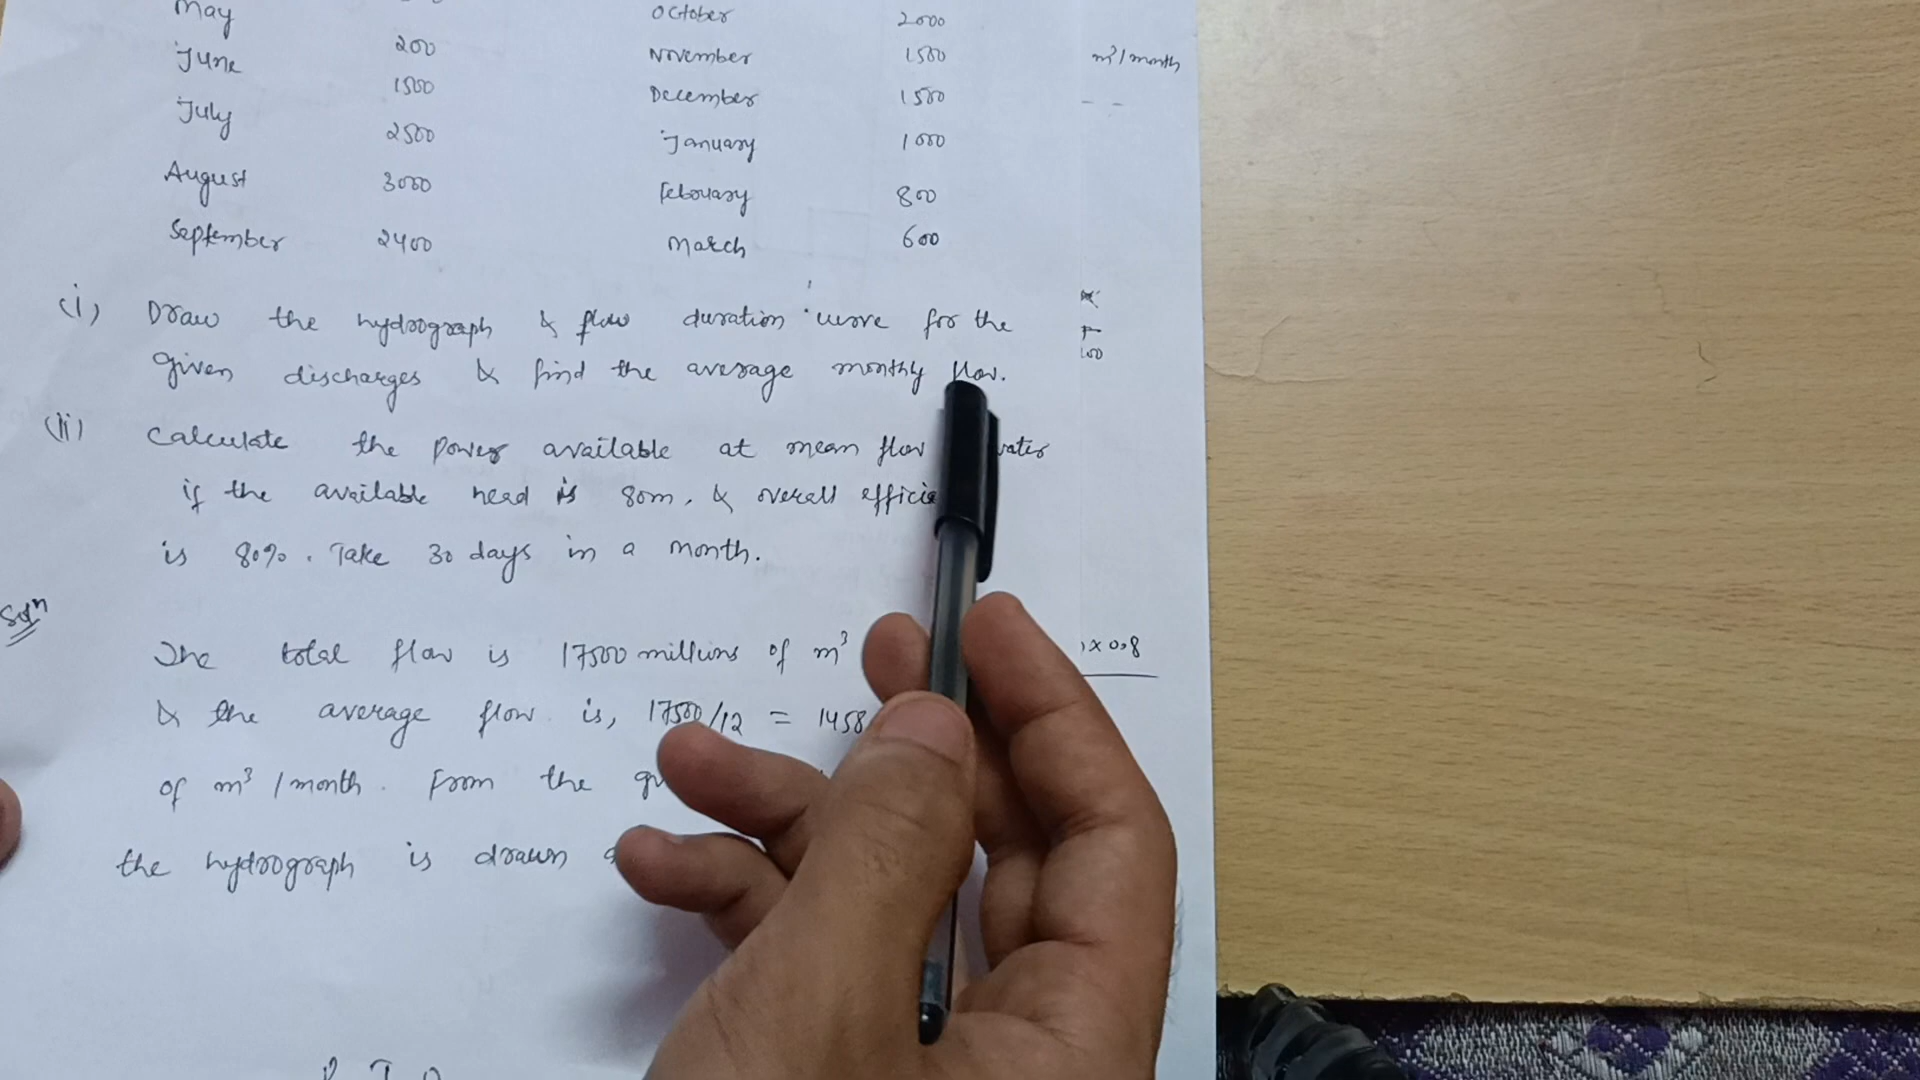 May October 2000
June 200 November 1500 m³/month
July 1500 December 1500 - -
2500 January 1000
August 3000 February 800
September 2400 March 600
(i) Draw the hydrograph & flow duration curve for the
given discharges & find the average monthly flow.
100
(ii) Calculate the power available at mean flow water
if the available head is 80m, & overall efficie
is 80%. Take 30 days in a month.
Solⁿ
The total flow is 17500 millions of m³ x 0.8
& the average flow is, 17500/12 = 1458
of m³/month. From the
the hydrograph is drawn